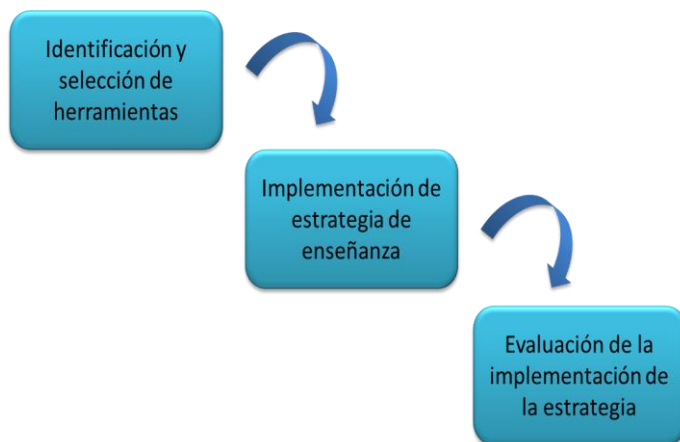 Identificación y
selección de
herramientas
Implementación de
estrategia de
enseñanza
Evaluación de la
implementación de
la estrategia